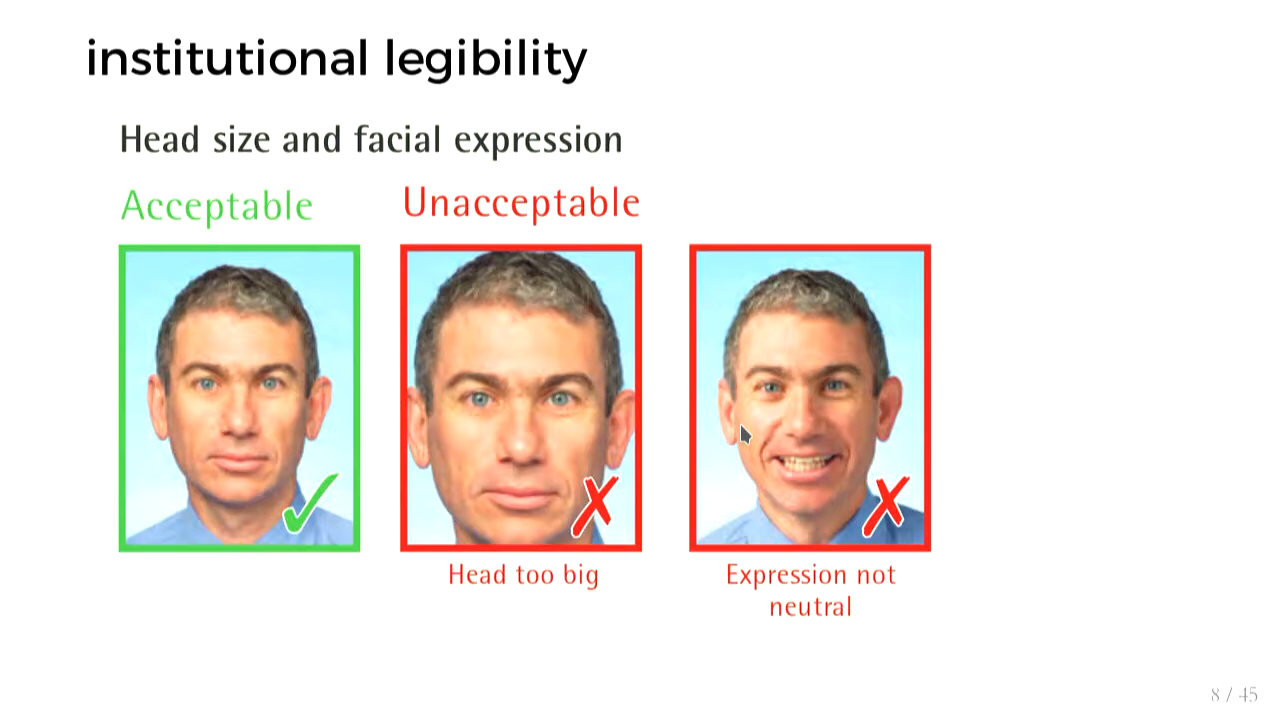 institutional legibility
Head size and facial expression
Acceptable
Unacceptable
Head too big
Expression not
neutral
8 / 45